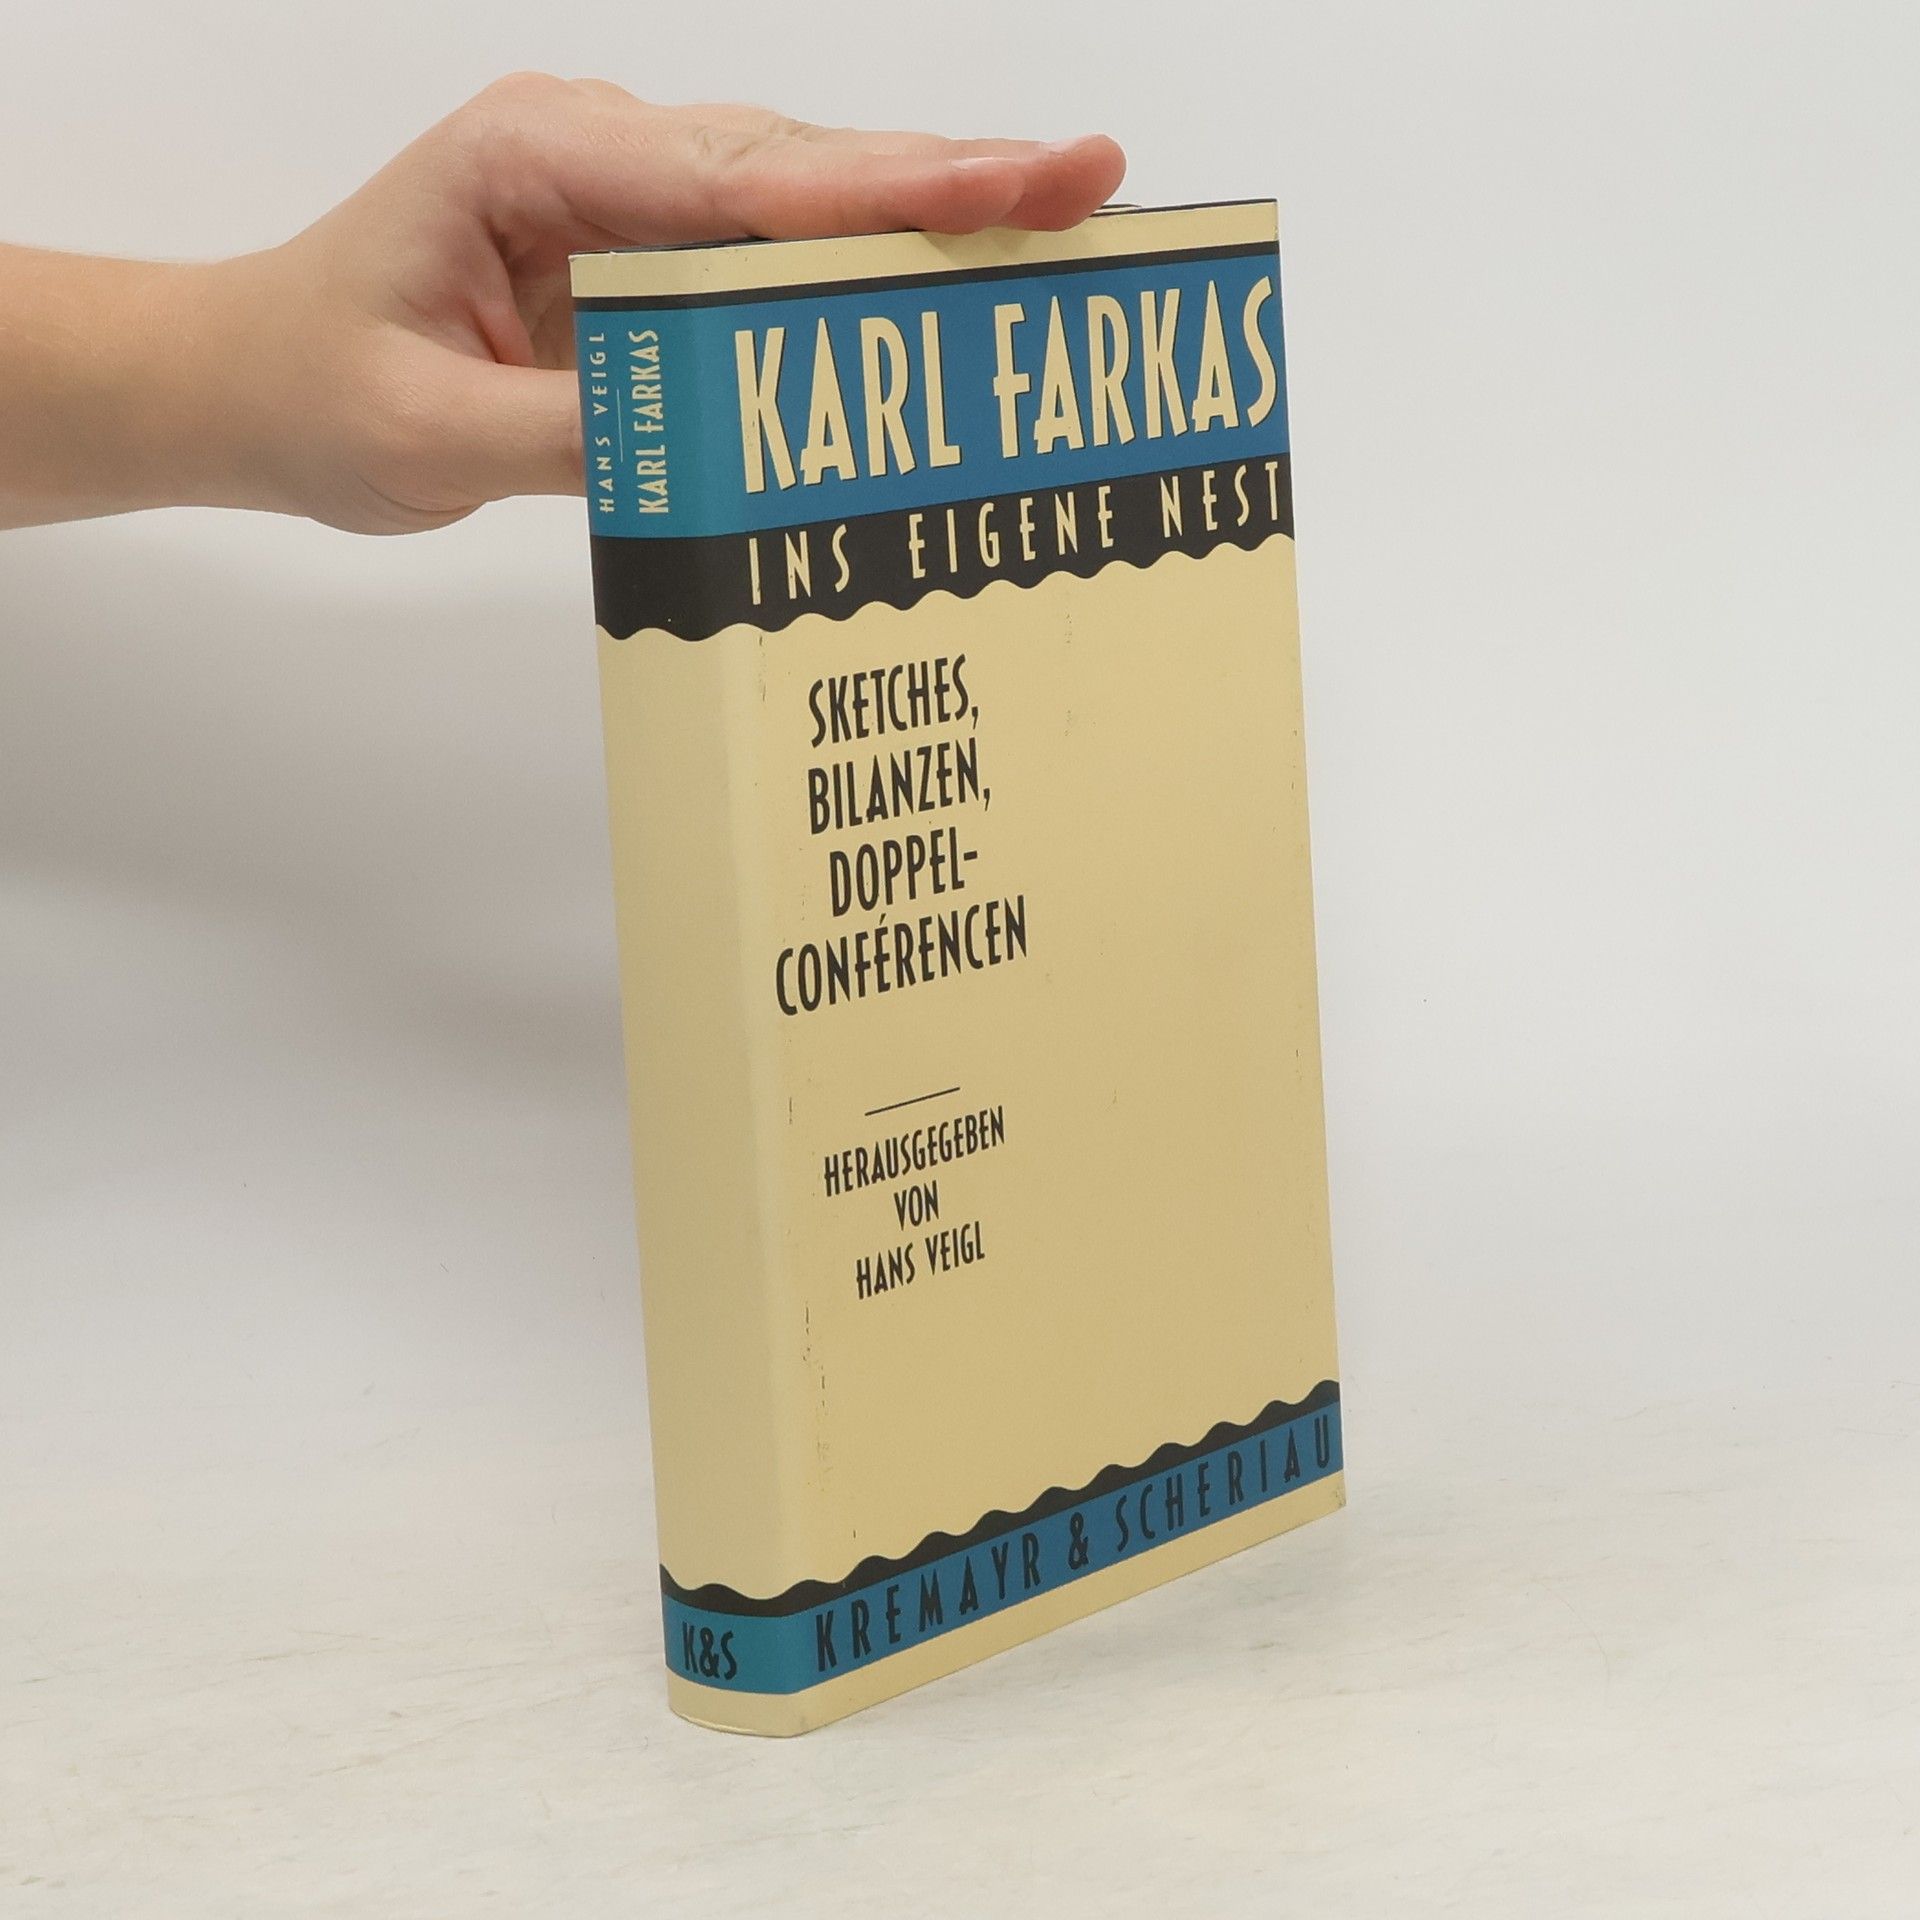 HANS VEIGL
KARL FARKAS
KARL FARKAS
INS EIGENE NEST
SKETCHES,
BILANZEN,
DOPPEL-
CONFÉRENCEN
HERAUSGEGEBEN
VON
HANS VEIGL
K&S
KREMAYR & SCHERIAU